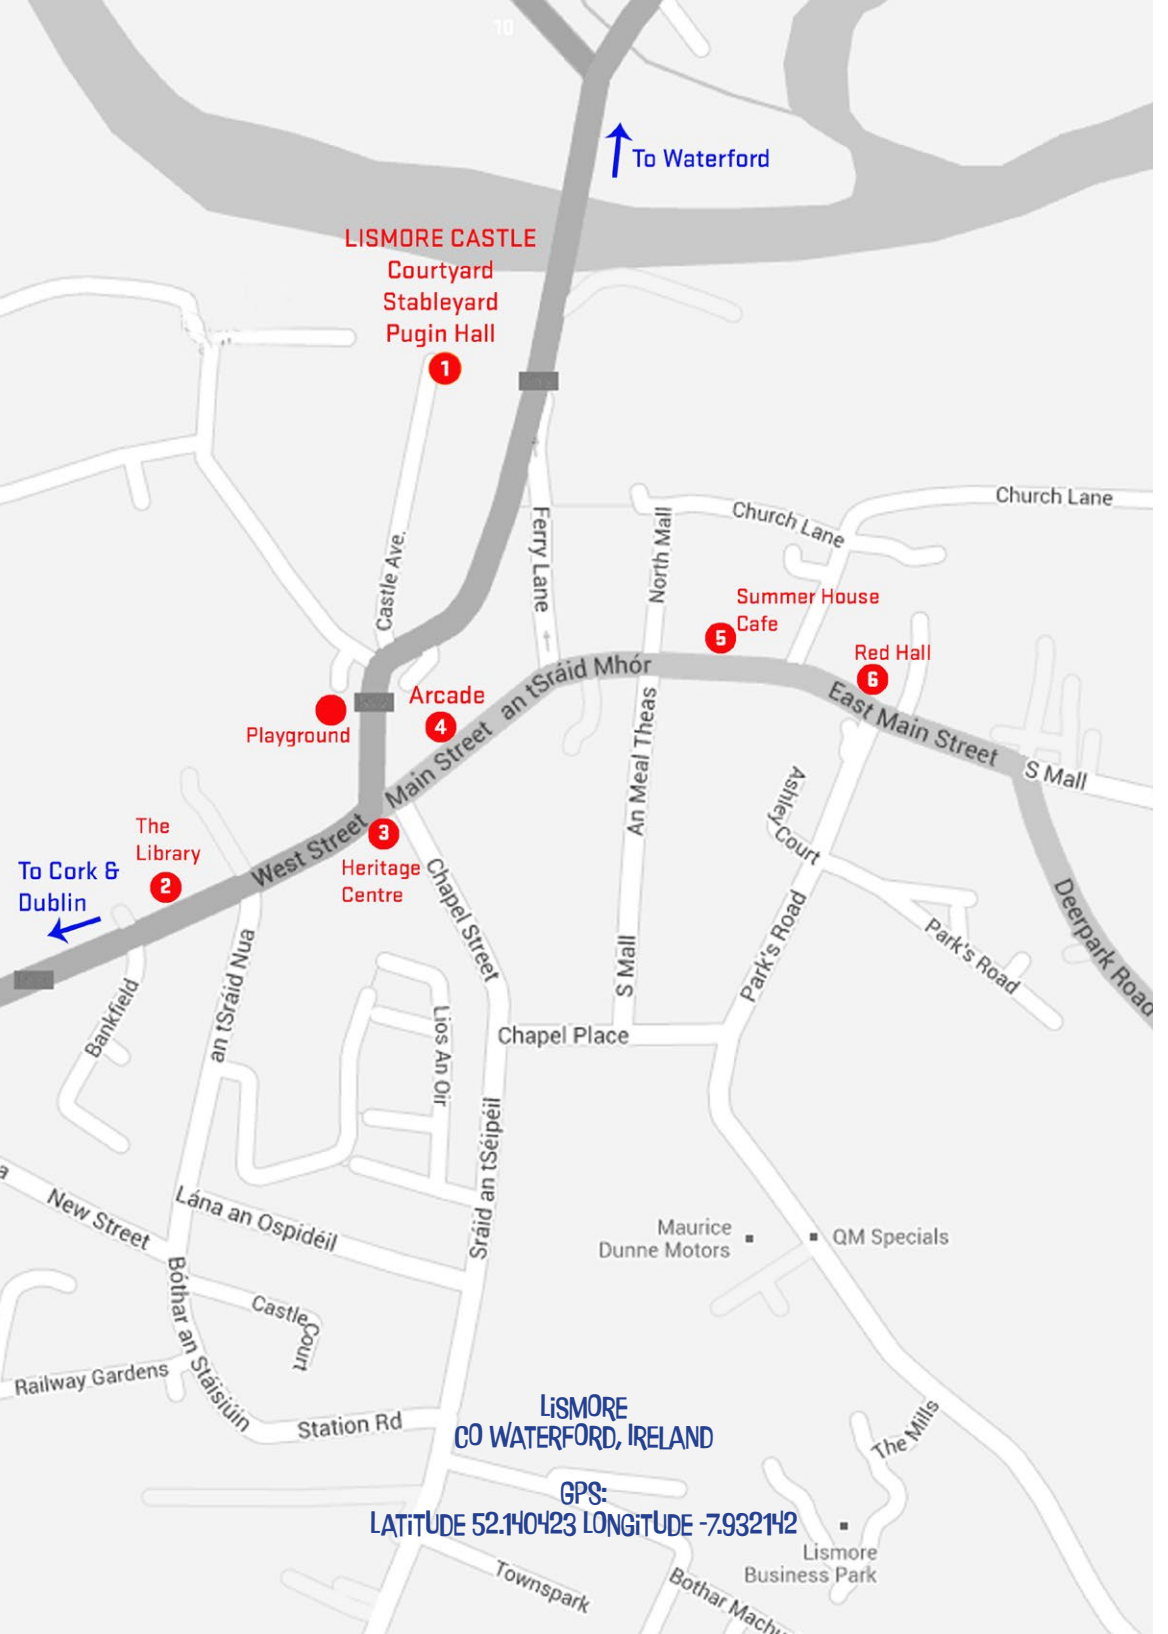 10
To Waterford
LISMORE CASTLE
Courtyard
Stableyard
Pugin Hall
1
Castle Ave.
Ferry Lane
North Mall
Church Lane
Church Lane
Summer House
Cafe
5
Red Hall
6
Playground
Arcade
4
Main Street
an tSráid Mhór
East Main Street
S Mall
An Meal Theas
Ashley Court
The
Library
2
To Cork &
Dublin
West Street
3
Heritage
Centre
Chapel Street
Park's Road
Park's Road
Deerpark Road
S Mall
Chapel Place
Bankfield
an tSráid Nua
Lios An Oir
Sráid an tSéipéil
New Street
Lána an Ospidéil
Maurice
Dunne Motors
QM Specials
Bóthar an Stáisiúin
Castle Court
Railway Gardens
Station Rd
The Mills
LISMORE
CO WATERFORD, IRELAND
GPS:
LATITUDE 52.140423 LONGITUDE -7.932142
Lismore
Business Park
Townspark
Bothar Machu